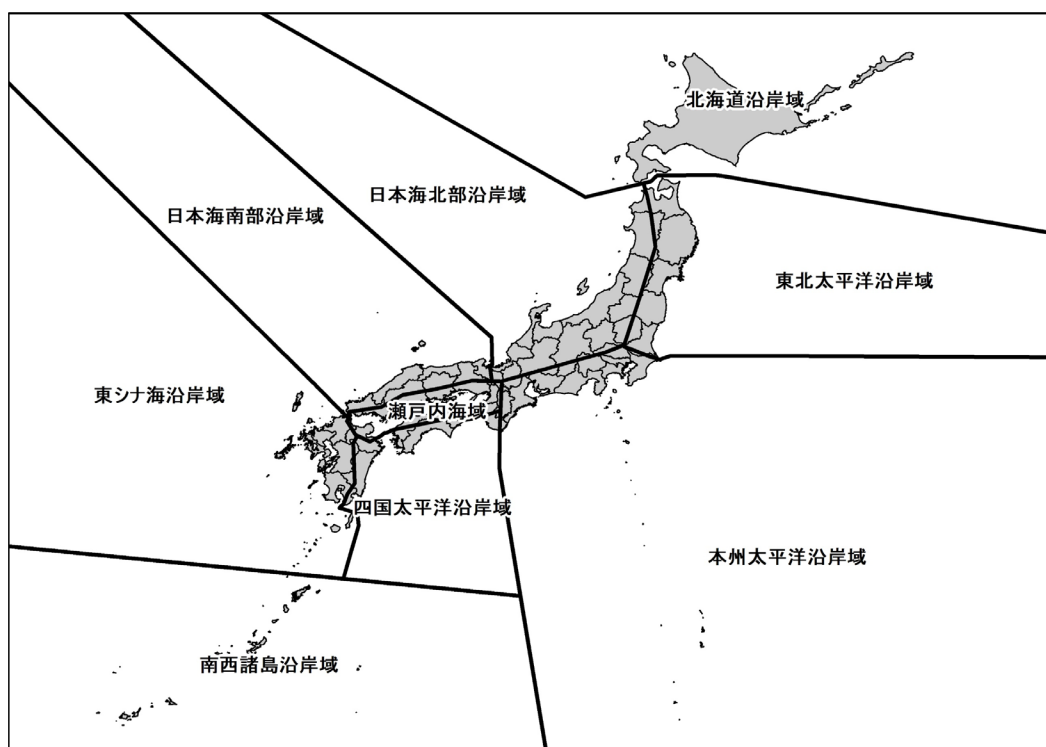 北海道沿岸域
日本海北部沿岸域
日本海南部沿岸域
東北太平洋沿岸域
東シナ海沿岸域
瀬戸内海域
四国太平洋沿岸域
本州太平洋沿岸域
南西諸島沿岸域